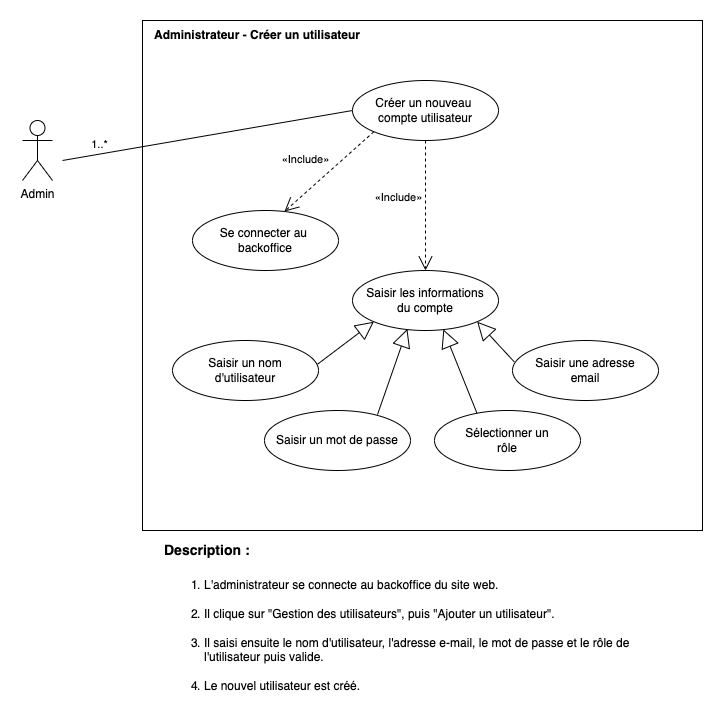 Administrateur - Créer un utilisateur
Créer un nouveau
compte utilisateur
1..*
«Include»
Admin
«Include»
Se connecter au
backoffice
Saisir les informations
du compte
Saisir un nom
d'utilisateur
Saisir une adresse
email
Saisir un mot de passe
Sélectionner un
rôle
Description :
1. L'administrateur se connecte au backoffice du site web.
2. Il clique sur "Gestion des utilisateurs", puis "Ajouter un utilisateur".
3. Il saisi ensuite le nom d'utilisateur, l'adresse e-mail, le mot de passe et le rôle de
l'utilisateur puis valide.
4. Le nouvel utilisateur est créé.